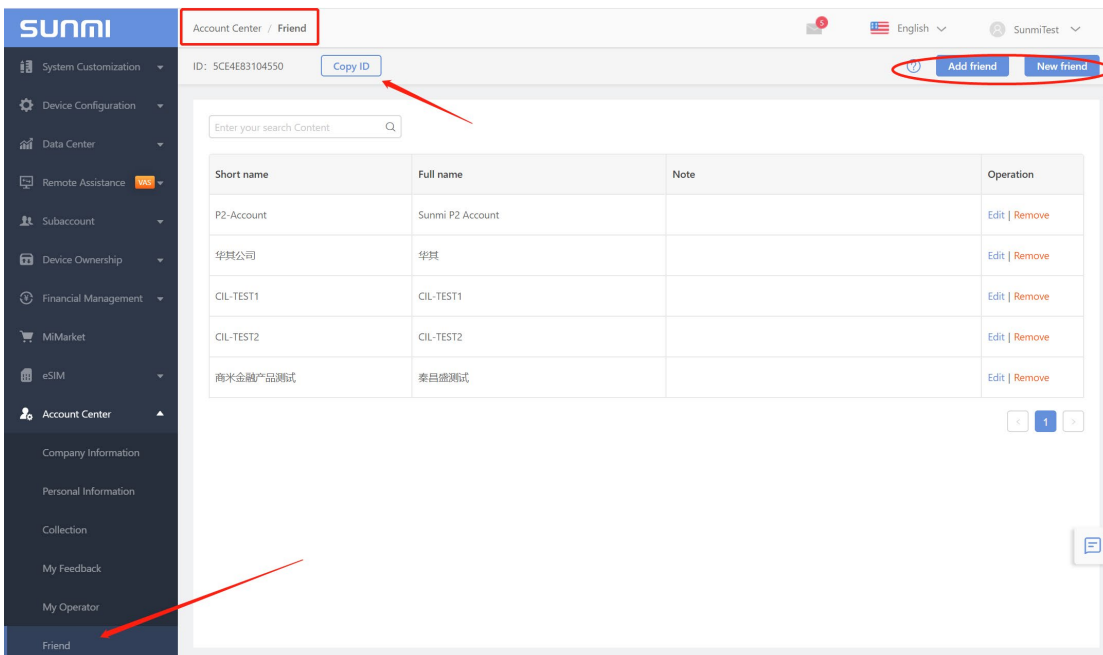 SUNMI
Account Center / Friend
5
English
SunmiTest
System Customization
ID: 5CE4E83104550
Copy ID
?
Add friend
New friend
Device Configuration
Enter your search Content
Data Center
Short name Full name Note Operation
Remote Assistance VAS
P2-Account Sunmi P2 Account Edit | Remove
Subaccount
华其公司 华其 Edit | Remove
Device Ownership
CIL-TEST1 CIL-TEST1 Edit | Remove
Financial Management
CIL-TEST2 CIL-TEST2 Edit | Remove
MiMarket
商米金融产品测试 秦昌盛测试 Edit | Remove
eSIM
Account Center
< 1 >
Company Information
Personal Information
Collection
My Feedback
My Operator
Friend